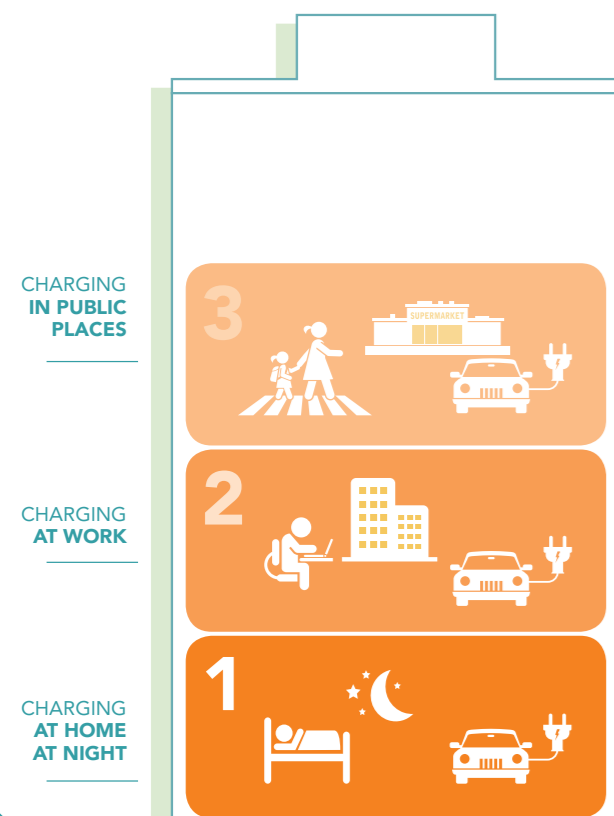 CHARGING
IN PUBLIC
PLACES
3
SUPERMARKET
CHARGING
AT WORK
2
CHARGING
AT HOME
AT NIGHT
1